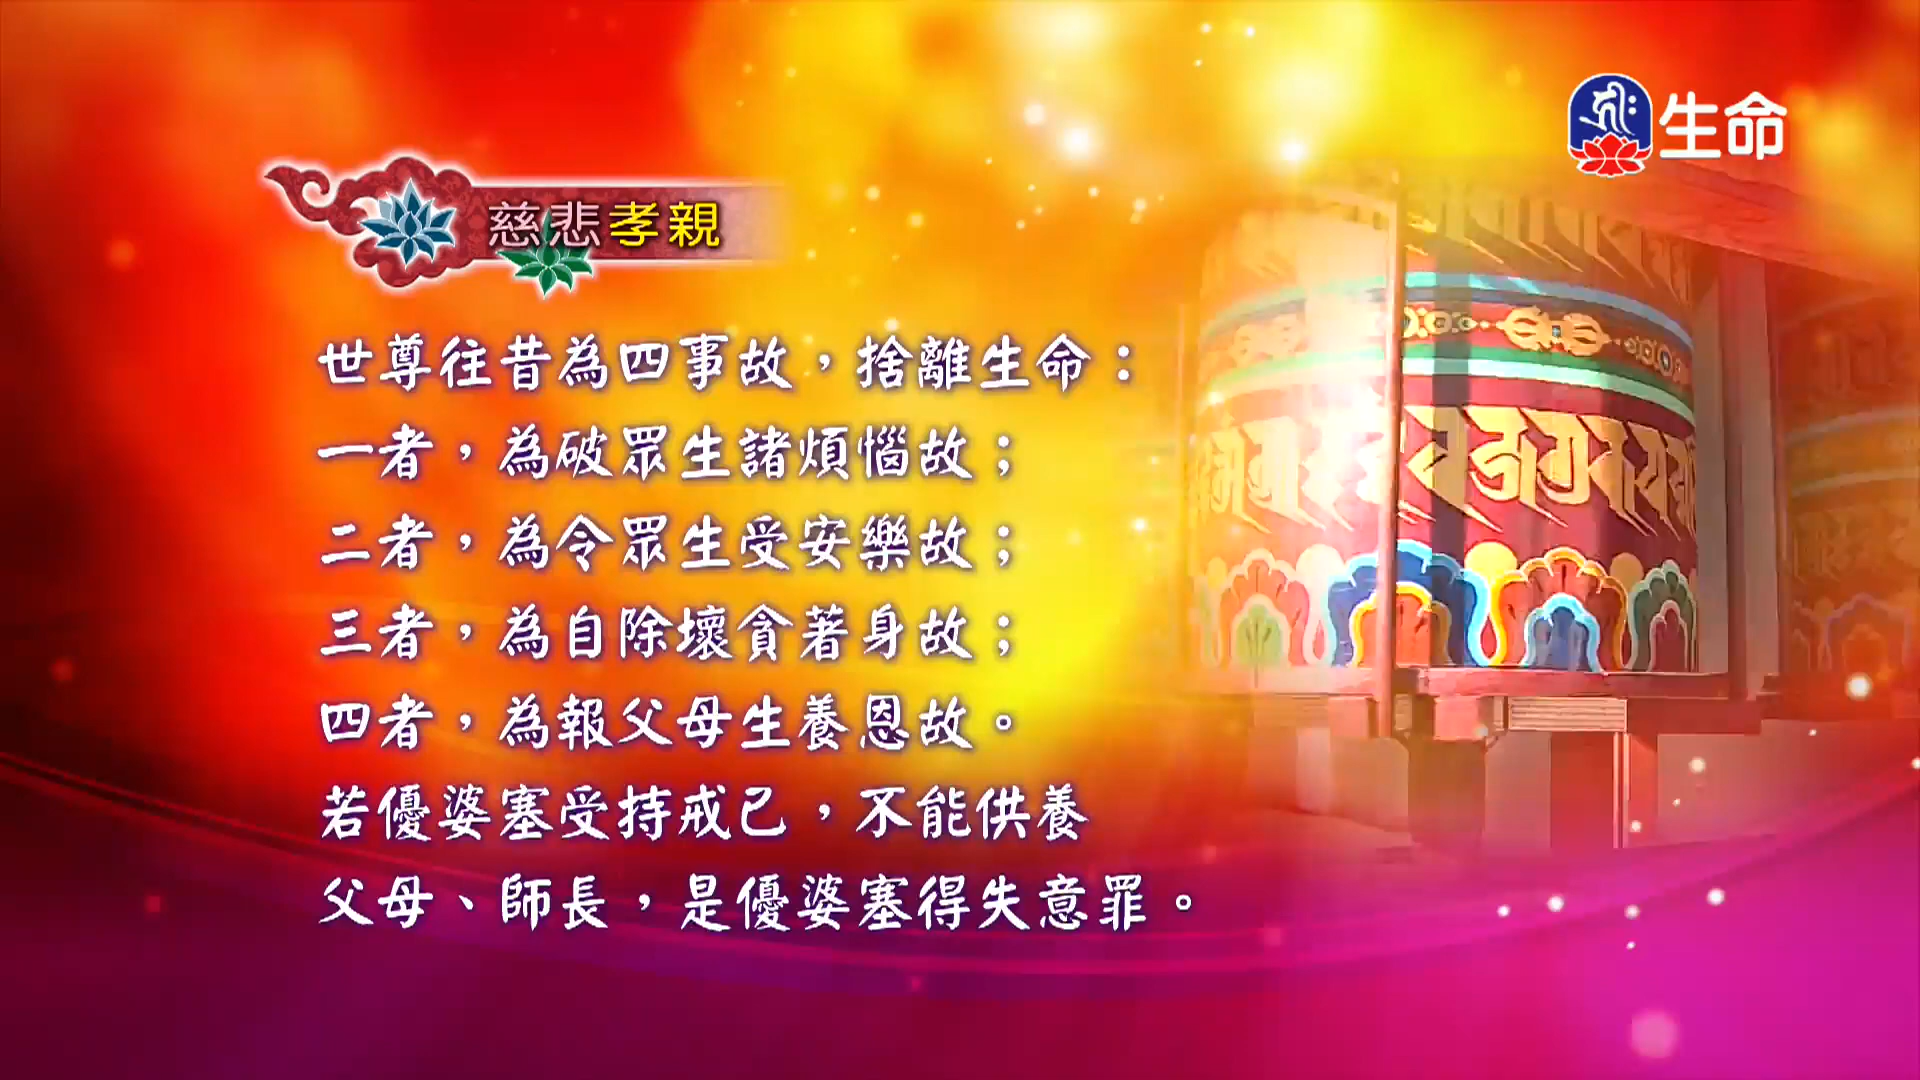 生命
慈悲孝親
世尊往昔為四事故，捨離生命：
一者，為破眾生諸煩惱故；
二者，為令眾生受安樂故；
三者，為自除壞貪著身故；
四者，為報父母生養恩故。
若優婆塞受持戒已，不能供養
父母、師長，是優婆塞得失意罪。